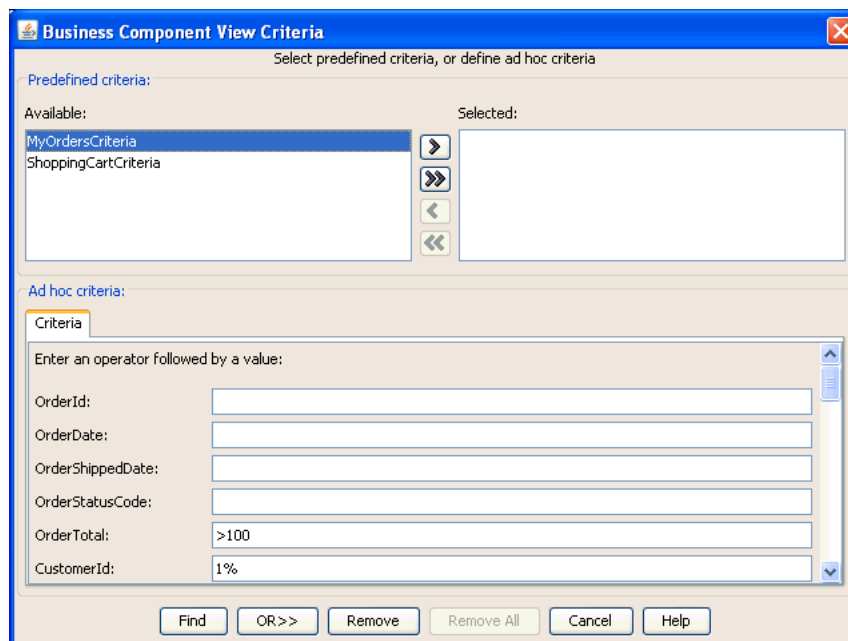 Business Component View Criteria
Select predefined criteria, or define ad hoc criteria
Predefined criteria:
Available:
Selected:
MyOrdersCriteria
ShoppingCartCriteria
Ad hoc criteria:
Criteria
Enter an operator followed by a value:
OrderId:
OrderDate:
OrderShippedDate:
OrderStatusCode:
OrderTotal: >100
CustomerId: 1%
Find OR>> Remove Remove All Cancel Help